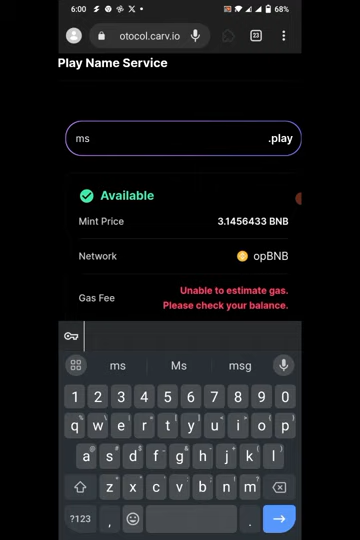 6:00 68%
otocol.carv.io 23
Play Name Service
ms .play
Available
Mint Price 3.1456433 BNB
Network opBNB
Gas Fee Unable to estimate gas.
Please check your balance.
ms Ms msg
1 2 3 4 5 6 7 8 9 0
q w e r t y u i o p
a s d f g h j k l
z x c v b n m
?123 , .